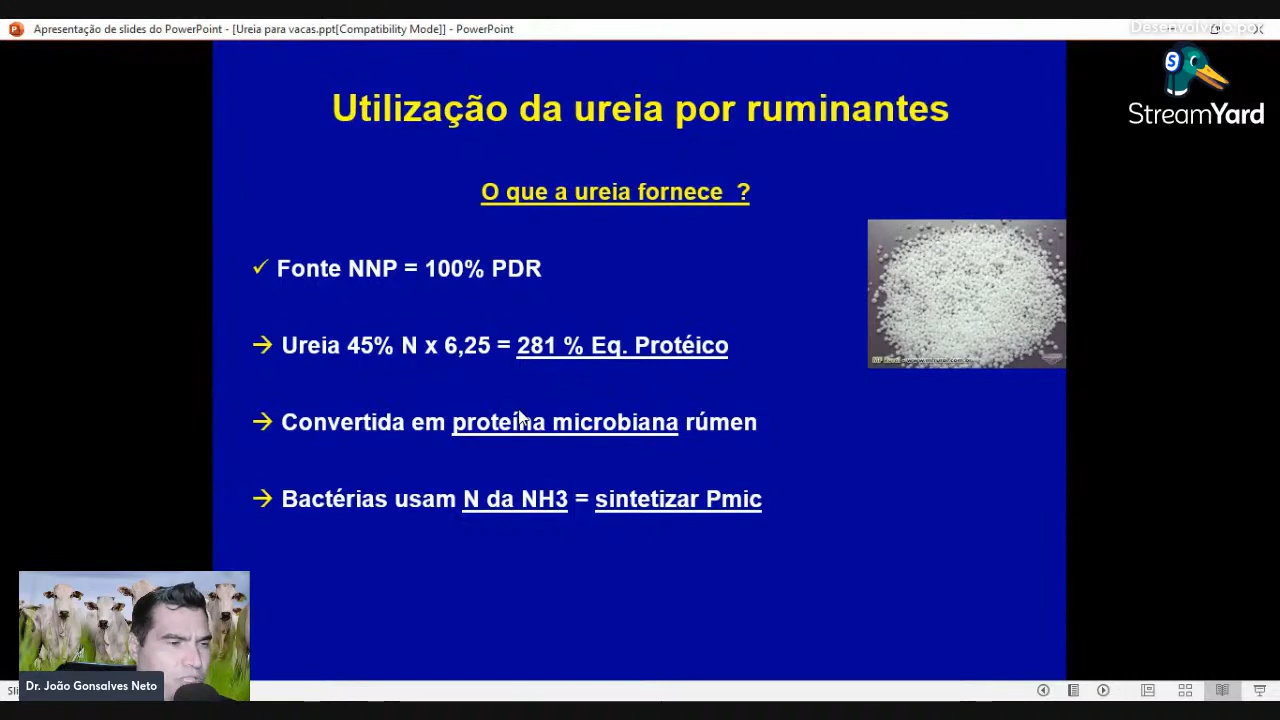 Apresentação de slides do PowerPoint - [Ureia para vacas.ppt[Compatibility Mode]] - PowerPoint
Desenvolvido por
StreamYard
Utilização da ureia por ruminantes
O que a ureia fornece ?
✓ Fonte NNP = 100% PDR
→ Ureia 45% N x 6,25 = 281 % Eq. Protéico
→ Convertida em proteína microbiana rúmen
→ Bactérias usam N da NH3 = sintetizar Pmic
Dr. João Gonsalves Neto